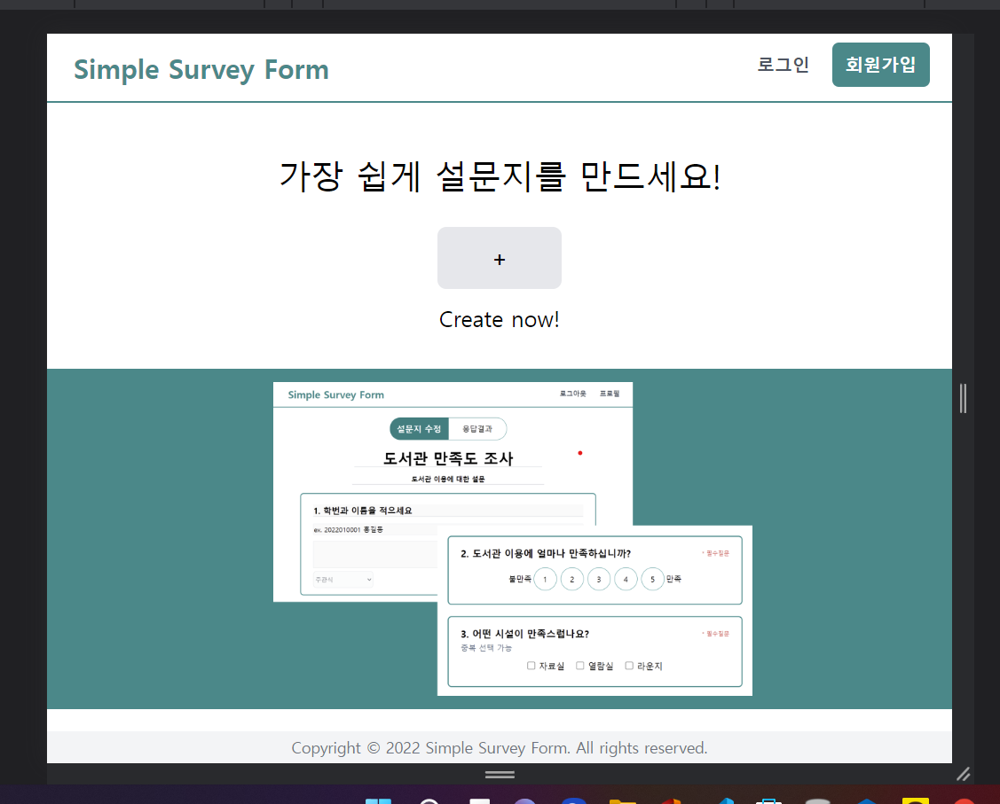 Simple Survey Form
로그인 회원가입
가장 쉽게 설문지를 만드세요!
+
Create now!
Simple Survey Form 로그아웃 프로필
설문지 수정 응답결과
도서관 만족도 조사
도서관 이용에 대한 설문
1. 학번과 이름을 적으세요
ex. 2022010001 홍길동
주관식
2. 도서관 이용에 얼마나 만족하십니까? * 필수질문
불만족 1 2 3 4 5 만족
3. 어떤 시설이 만족스럽나요? * 필수질문
중복 선택 가능
자료실 열람실 라운지
Copyright © 2022 Simple Survey Form. All rights reserved.